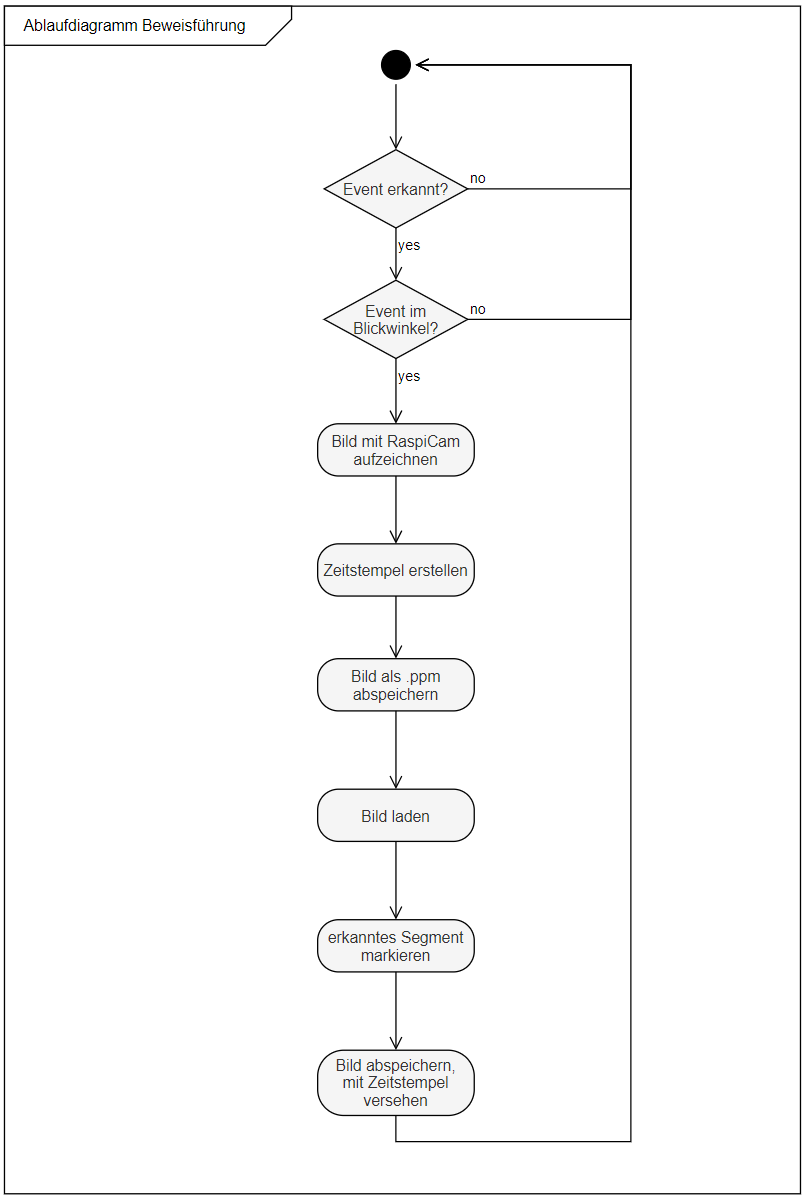 Ablaufdiagramm Beweisführung
Event erkannt?
no
yes
Event im
Blickwinkel?
no
yes
Bild mit RaspiCam
aufzeichnen
Zeitstempel erstellen
Bild als .ppm
abspeichern
Bild laden
erkanntes Segment
markieren
Bild abspeichern,
mit Zeitstempel
versehen